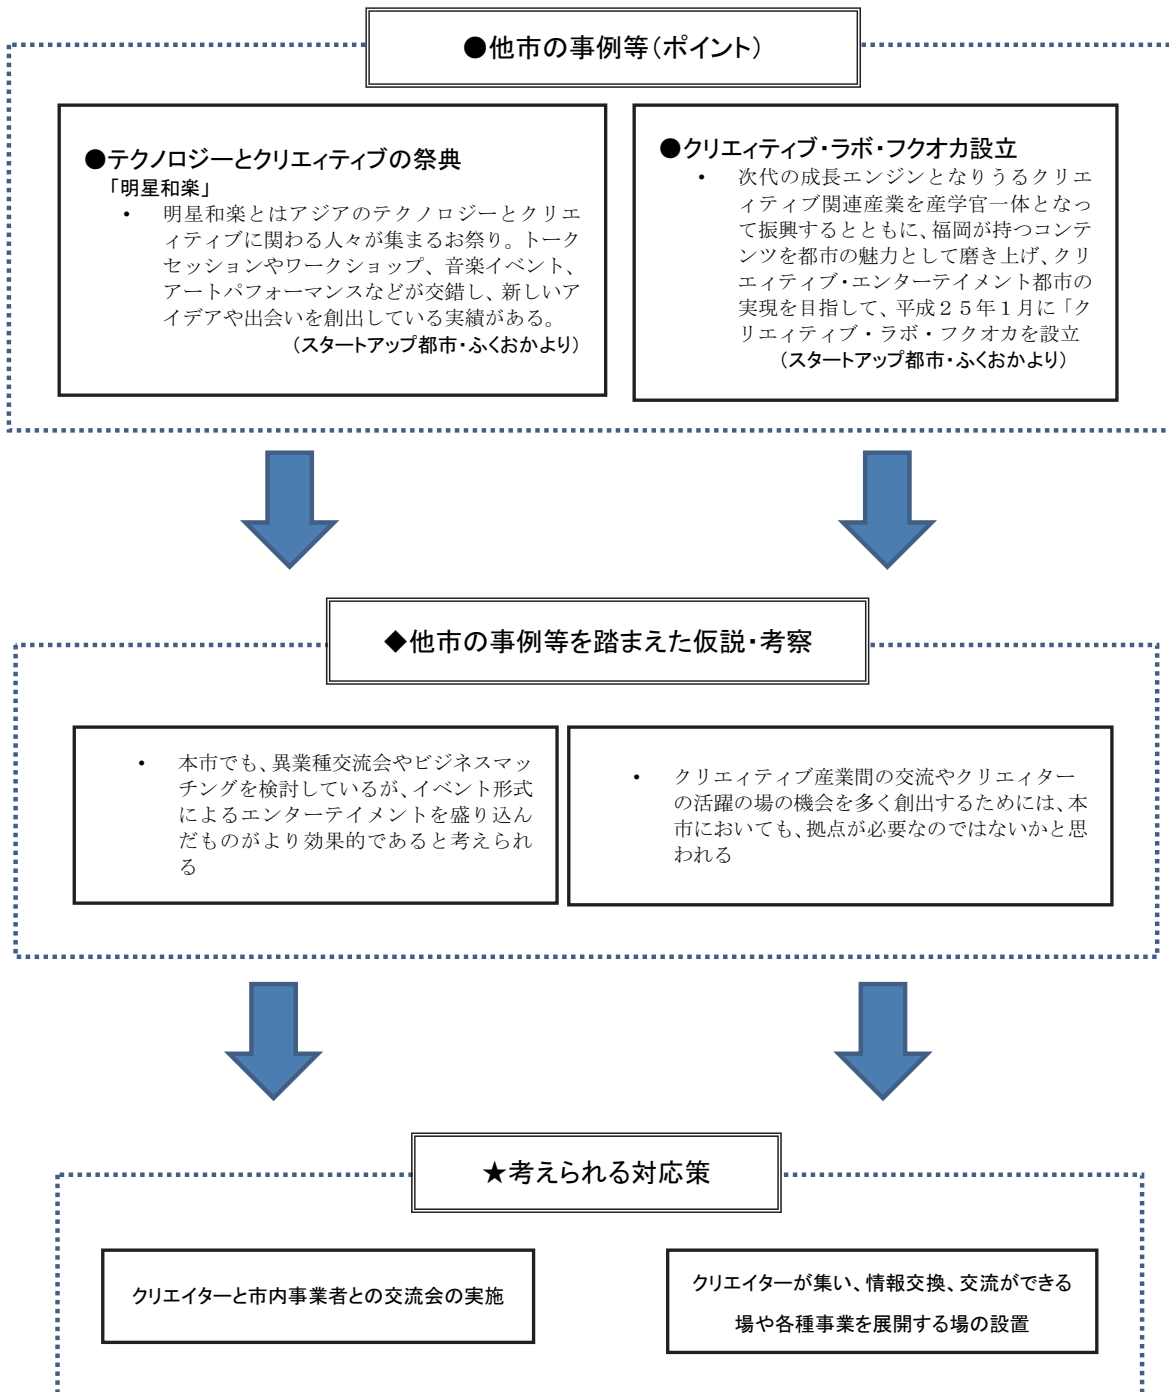 ●他市の事例等(ポイント)
●テクノロジーとクリエィティブの祭典
「明星和楽」
• 明星和楽とはアジアのテクノロジーとクリエ
ィティブに関わる人々が集まるお祭り。トーク
セッションやワークショップ、音楽イベント、
アートパフォーマンスなどが交錯し、新しいア
イデアや出会いを創出している実績がある。
(スタートアップ都市・ふくおかより)
●クリエィティブ・ラボ・フクオカ設立
• 次代の成長エンジンとなりうるクリエ
ィティブ関連産業を産学官一体となっ
て振興するとともに、福岡が持つコンテ
ンツを都市の魅力として磨き上げ、クリ
エィティブ・エンターテイメント都市の
実現を目指して、平成２５年１月に「ク
リエィティブ・ラボ・フクオカを設立
(スタートアップ都市・ふくおかより)
◆他市の事例等を踏まえた仮説・考察
• 本市でも、異業種交流会やビジネスマッ
チングを検討しているが、イベント形式
によるエンターテイメントを盛り込ん
だものがより効果的であると考えられ
る
• クリエィティブ産業間の交流やクリエィター
の活躍の場の機会を多く創出するためには、本
市においても、拠点が必要なのではないかと思
われる
★考えられる対応策
クリエイターと市内事業者との交流会の実施
クリエイターが集い、情報交換、交流ができる
場や各種事業を展開する場の設置